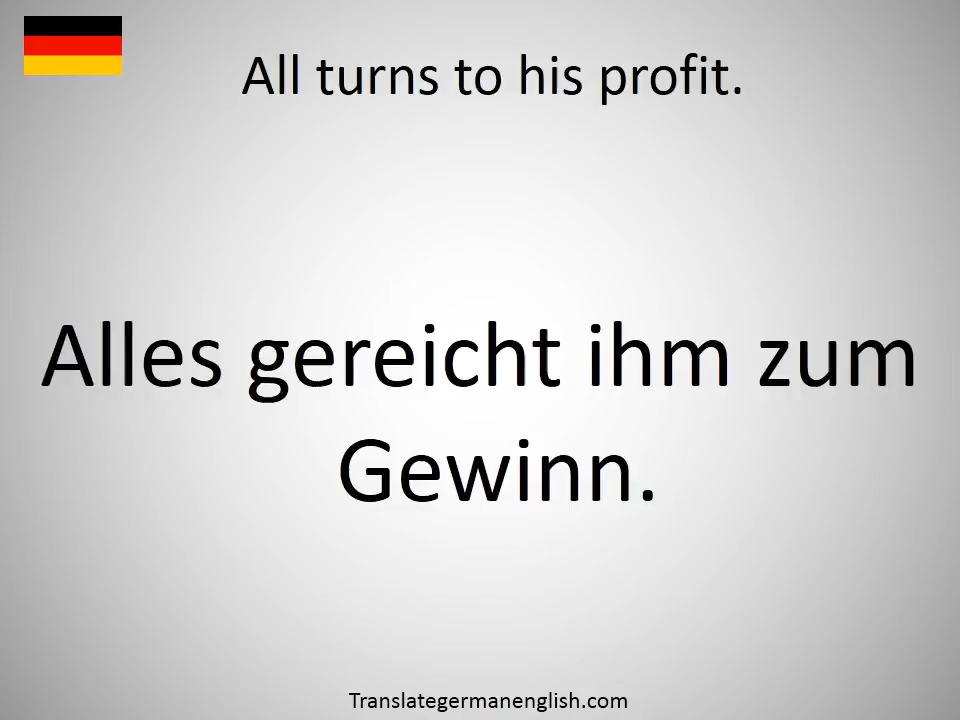 All turns to his profit.
Alles gereicht ihm zum
Gewinn.
Translategermanenglish.com